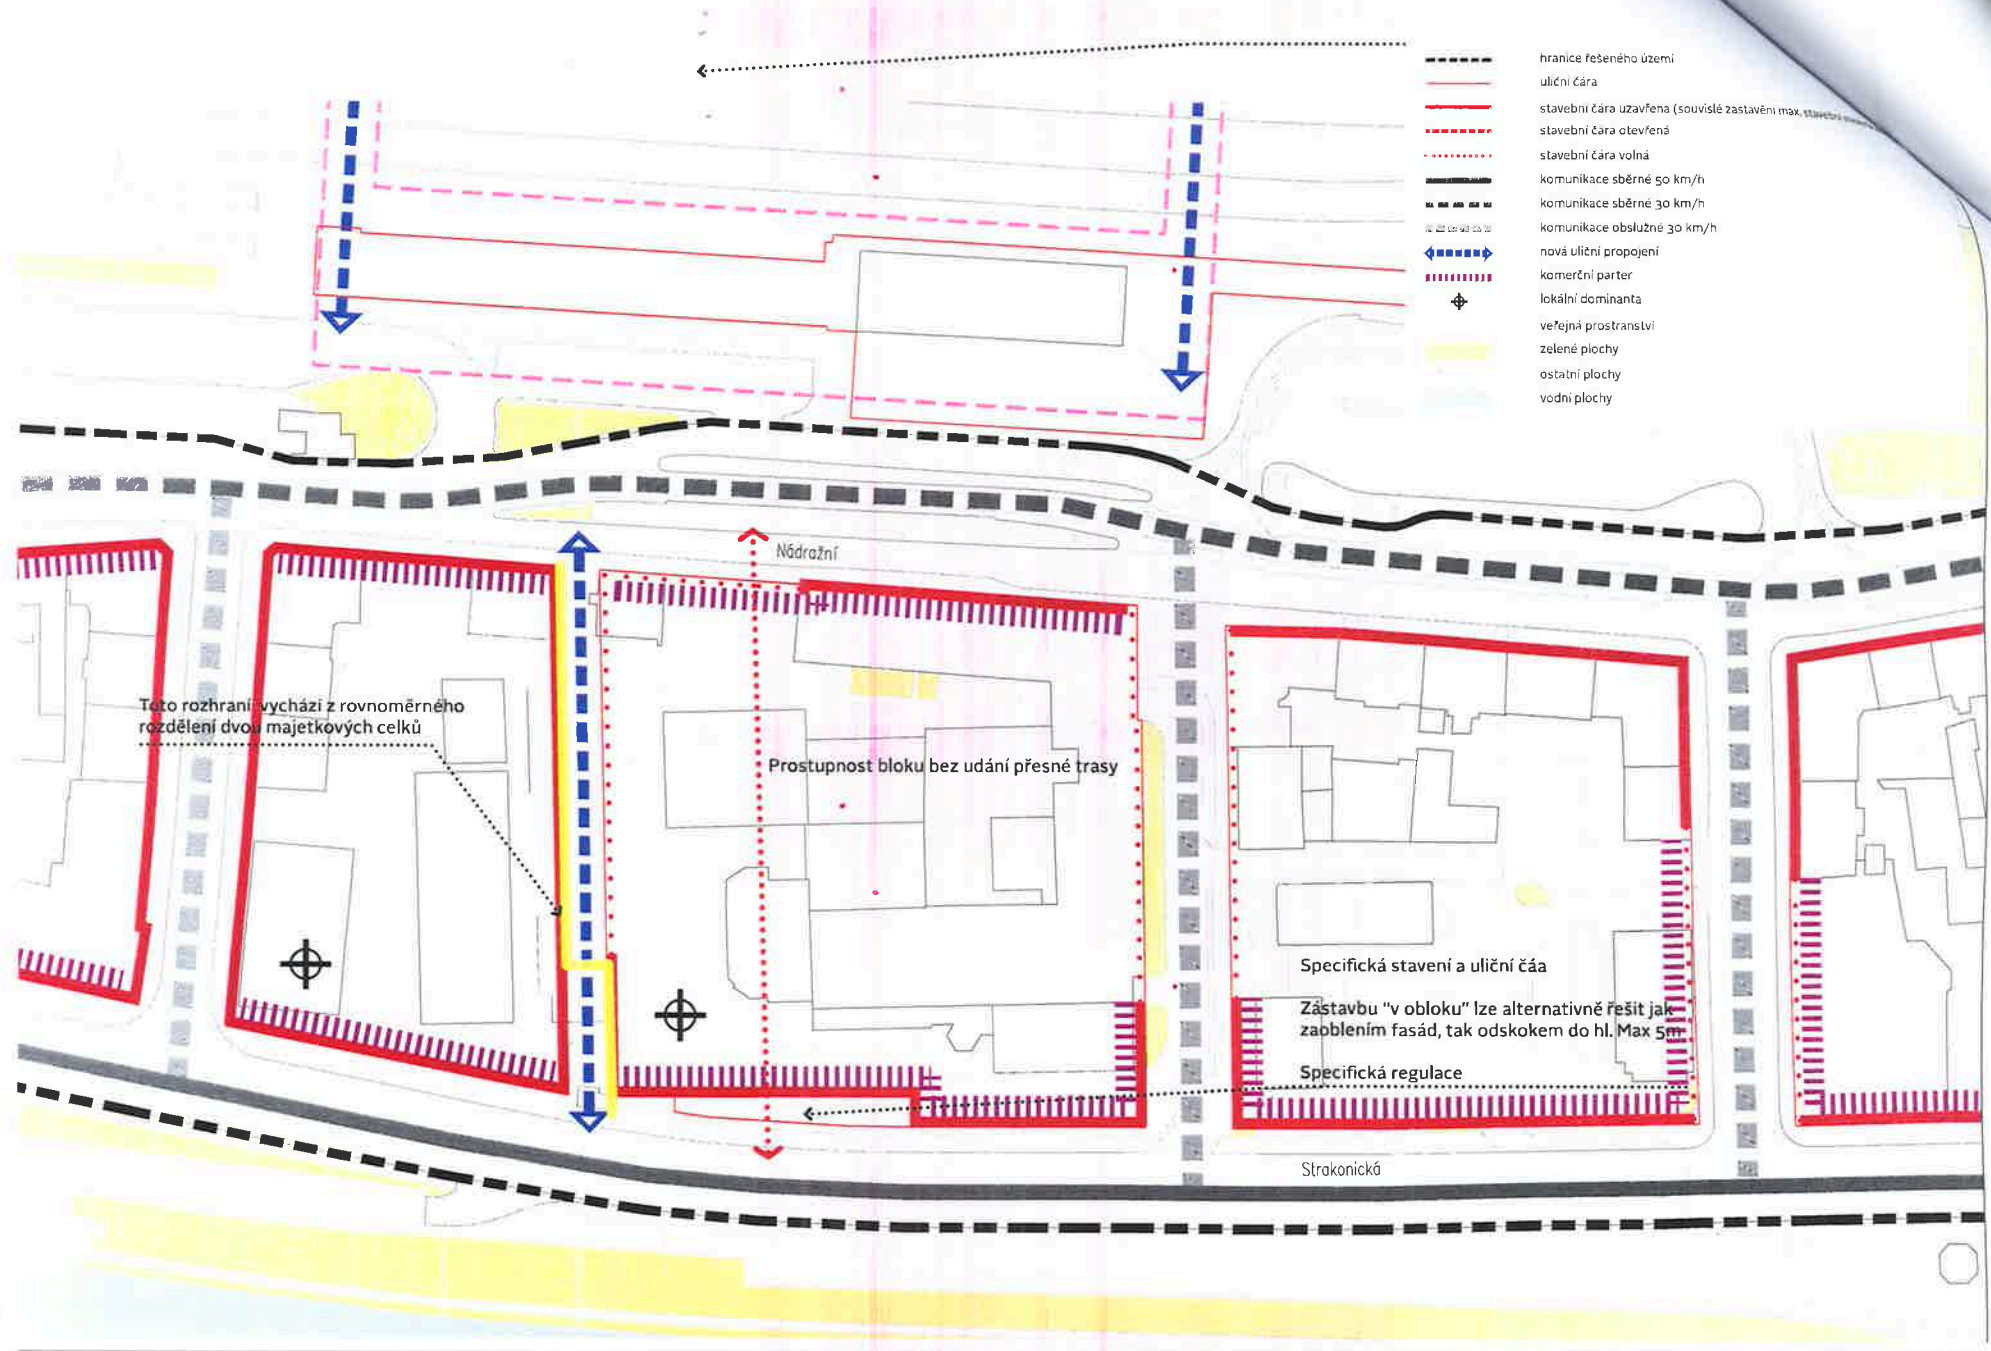 hranice řešeného území
uliční čára
stavební čára uzavřena (souvislé zastavění max.
stavební čára otevřená
stavební čára volná
komunikace sběrné 50 km/h
komunikace sběrné 30 km/h
komunikace obslužné 30 km/h
nová uliční propojení
komerční parter
lokální dominanta
veřejná prostranství
zelené plochy
ostatní plochy
vodní plochy
Nádražní
Toto rozhraní vychází z rovnoměrného
rozdělení dvou majetkových celků
Prostupnost bloku bez udání přesné trasy
Specifická stavení a uliční čáa
Zástavbu "v obloku" lze alternativně řešit jak
zaoblením fasád, tak odskokem do hl. Max 5m
Specifická regulace
Strakonická